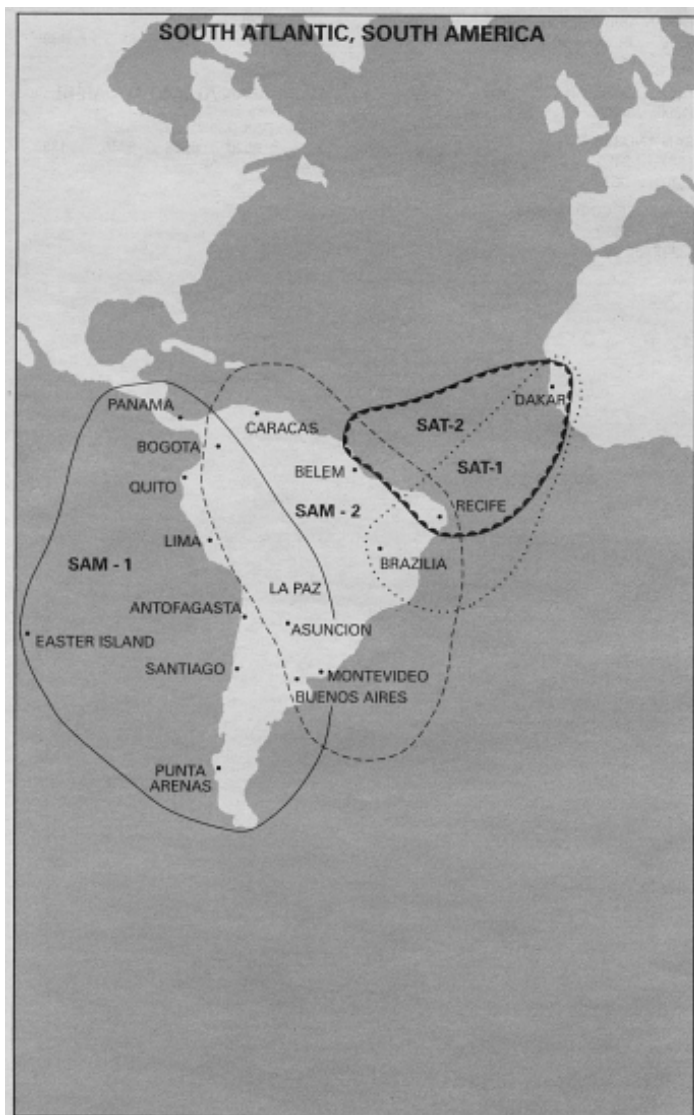 SOUTH ATLANTIC, SOUTH AMERICA
PANAMA
CARACAS
DAKAR
SAT-2
BOGOTA
SAT-1
BELEM
QUITO
SAM - 2
RECIFE
LIMA
BRAZILIA
SAM - 1
LA PAZ
ANTOFAGASTA
ASUNCION
EASTER ISLAND
SANTIAGO
MONTEVIDEO
BUENOS AIRES
PUNTA
ARENAS